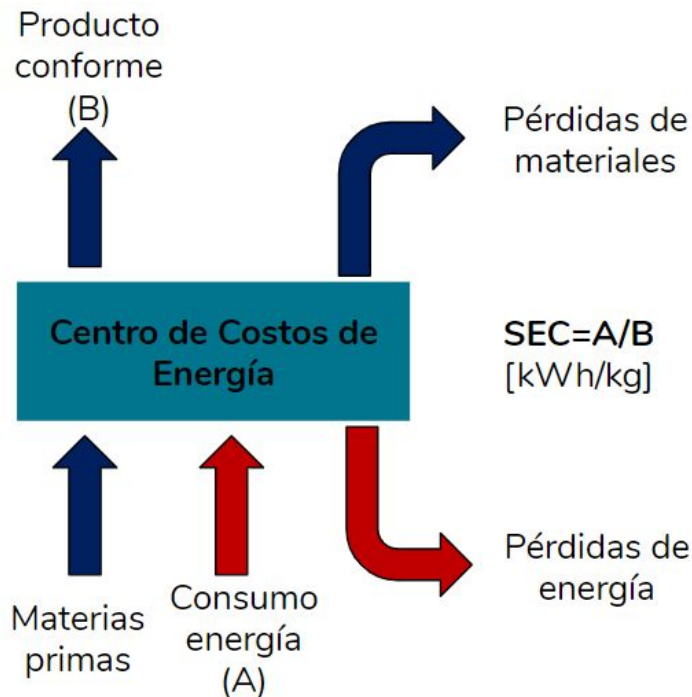 Producto
conforme
(B)
Pérdidas de
materiales
Centro de Costos de
Energía
SEC=A/B
[kWh/kg]
Pérdidas de
energía
Materias
primas
Consumo
energía
(A)